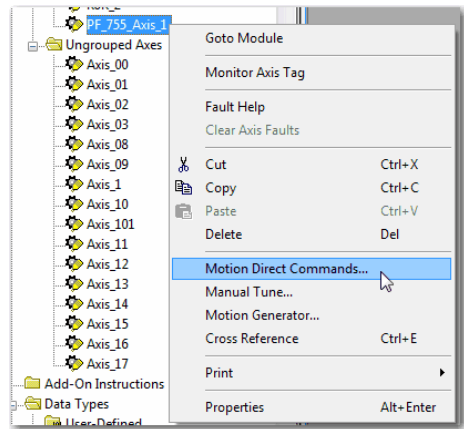 PF_755_Axis_1
Ungrouped Axes
Axis_00
Axis_01
Axis_02
Axis_03
Axis_08
Axis_09
Axis_1
Axis_10
Axis_101
Axis_11
Axis_12
Axis_13
Axis_14
Axis_15
Axis_16
Axis_17
Add-On Instructions
Data Types
User-Defined
Goto Module
Monitor Axis Tag
Fault Help
Clear Axis Faults
Cut Ctrl+X
Copy Ctrl+C
Paste Ctrl+V
Delete Del
Motion Direct Commands...
Manual Tune...
Motion Generator...
Cross Reference Ctrl+E
Print
Properties Alt+Enter